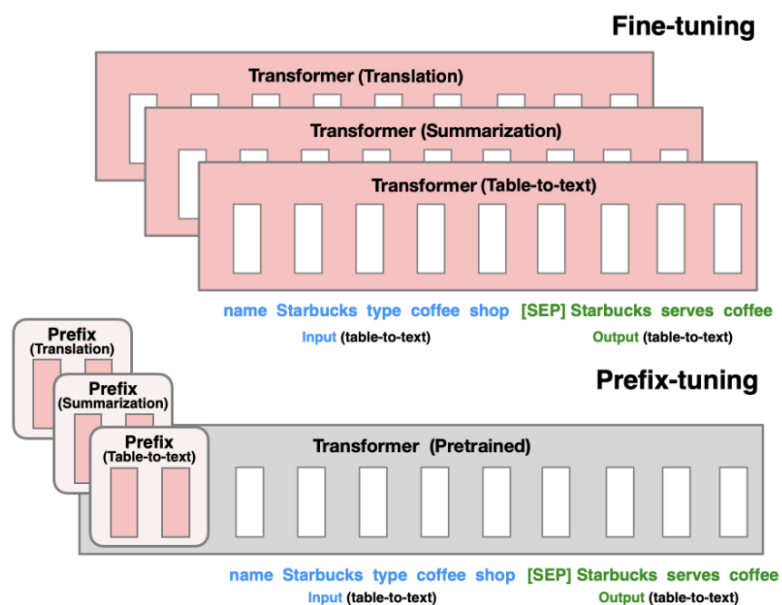 Fine-tuning
Transformer (Translation)
Transformer (Summarization)
Transformer (Table-to-text)
name Starbucks type coffee shop [SEP] Starbucks serves coffee
Input (table-to-text) Output (table-to-text)
Prefix-tuning
Prefix
(Translation)
Prefix
(Summarization)
Prefix
(Table-to-text)
Transformer (Pretrained)
name Starbucks type coffee shop [SEP] Starbucks serves coffee
Input (table-to-text) Output (table-to-text)